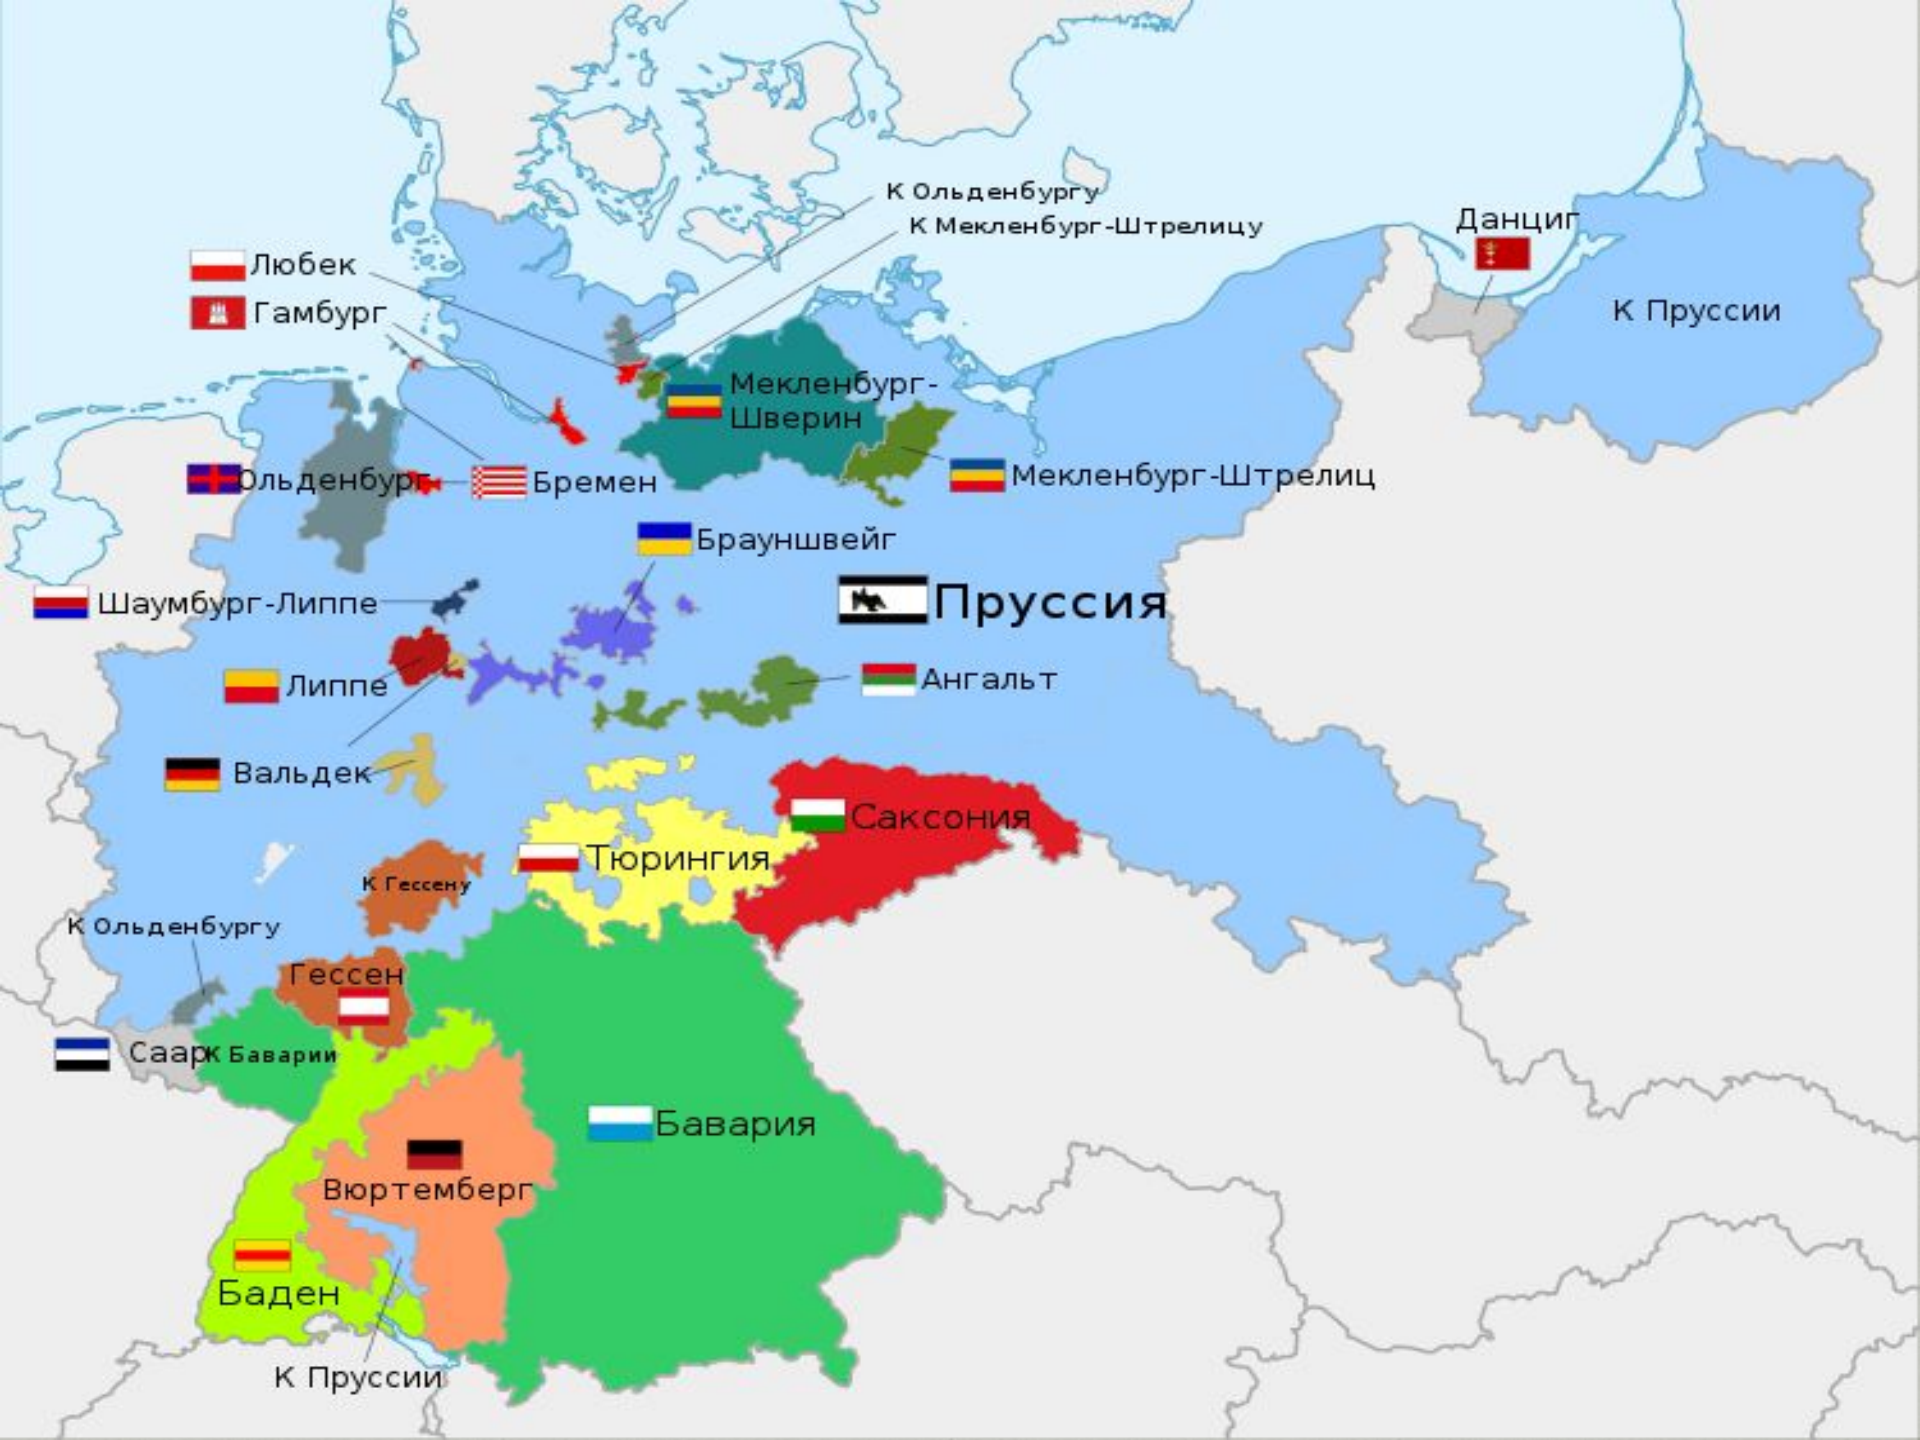 К Ольденбургу
К Мекленбург-Штрелицу
Данциг
Любек
Гамбург
К Пруссии
Мекленбург-
Шверин
Ольденбург
Бремен
Мекленбург-Штрелиц
Брауншвейг
Шаумбург-Липпе
Пруссия
Липпе
Ангальт
Вальдек
Саксония
Тюрингия
К Гессену
К Ольденбургу
Гессен
Саар
К Баварии
Бавария
Вюртемберг
Баден
К Пруссии